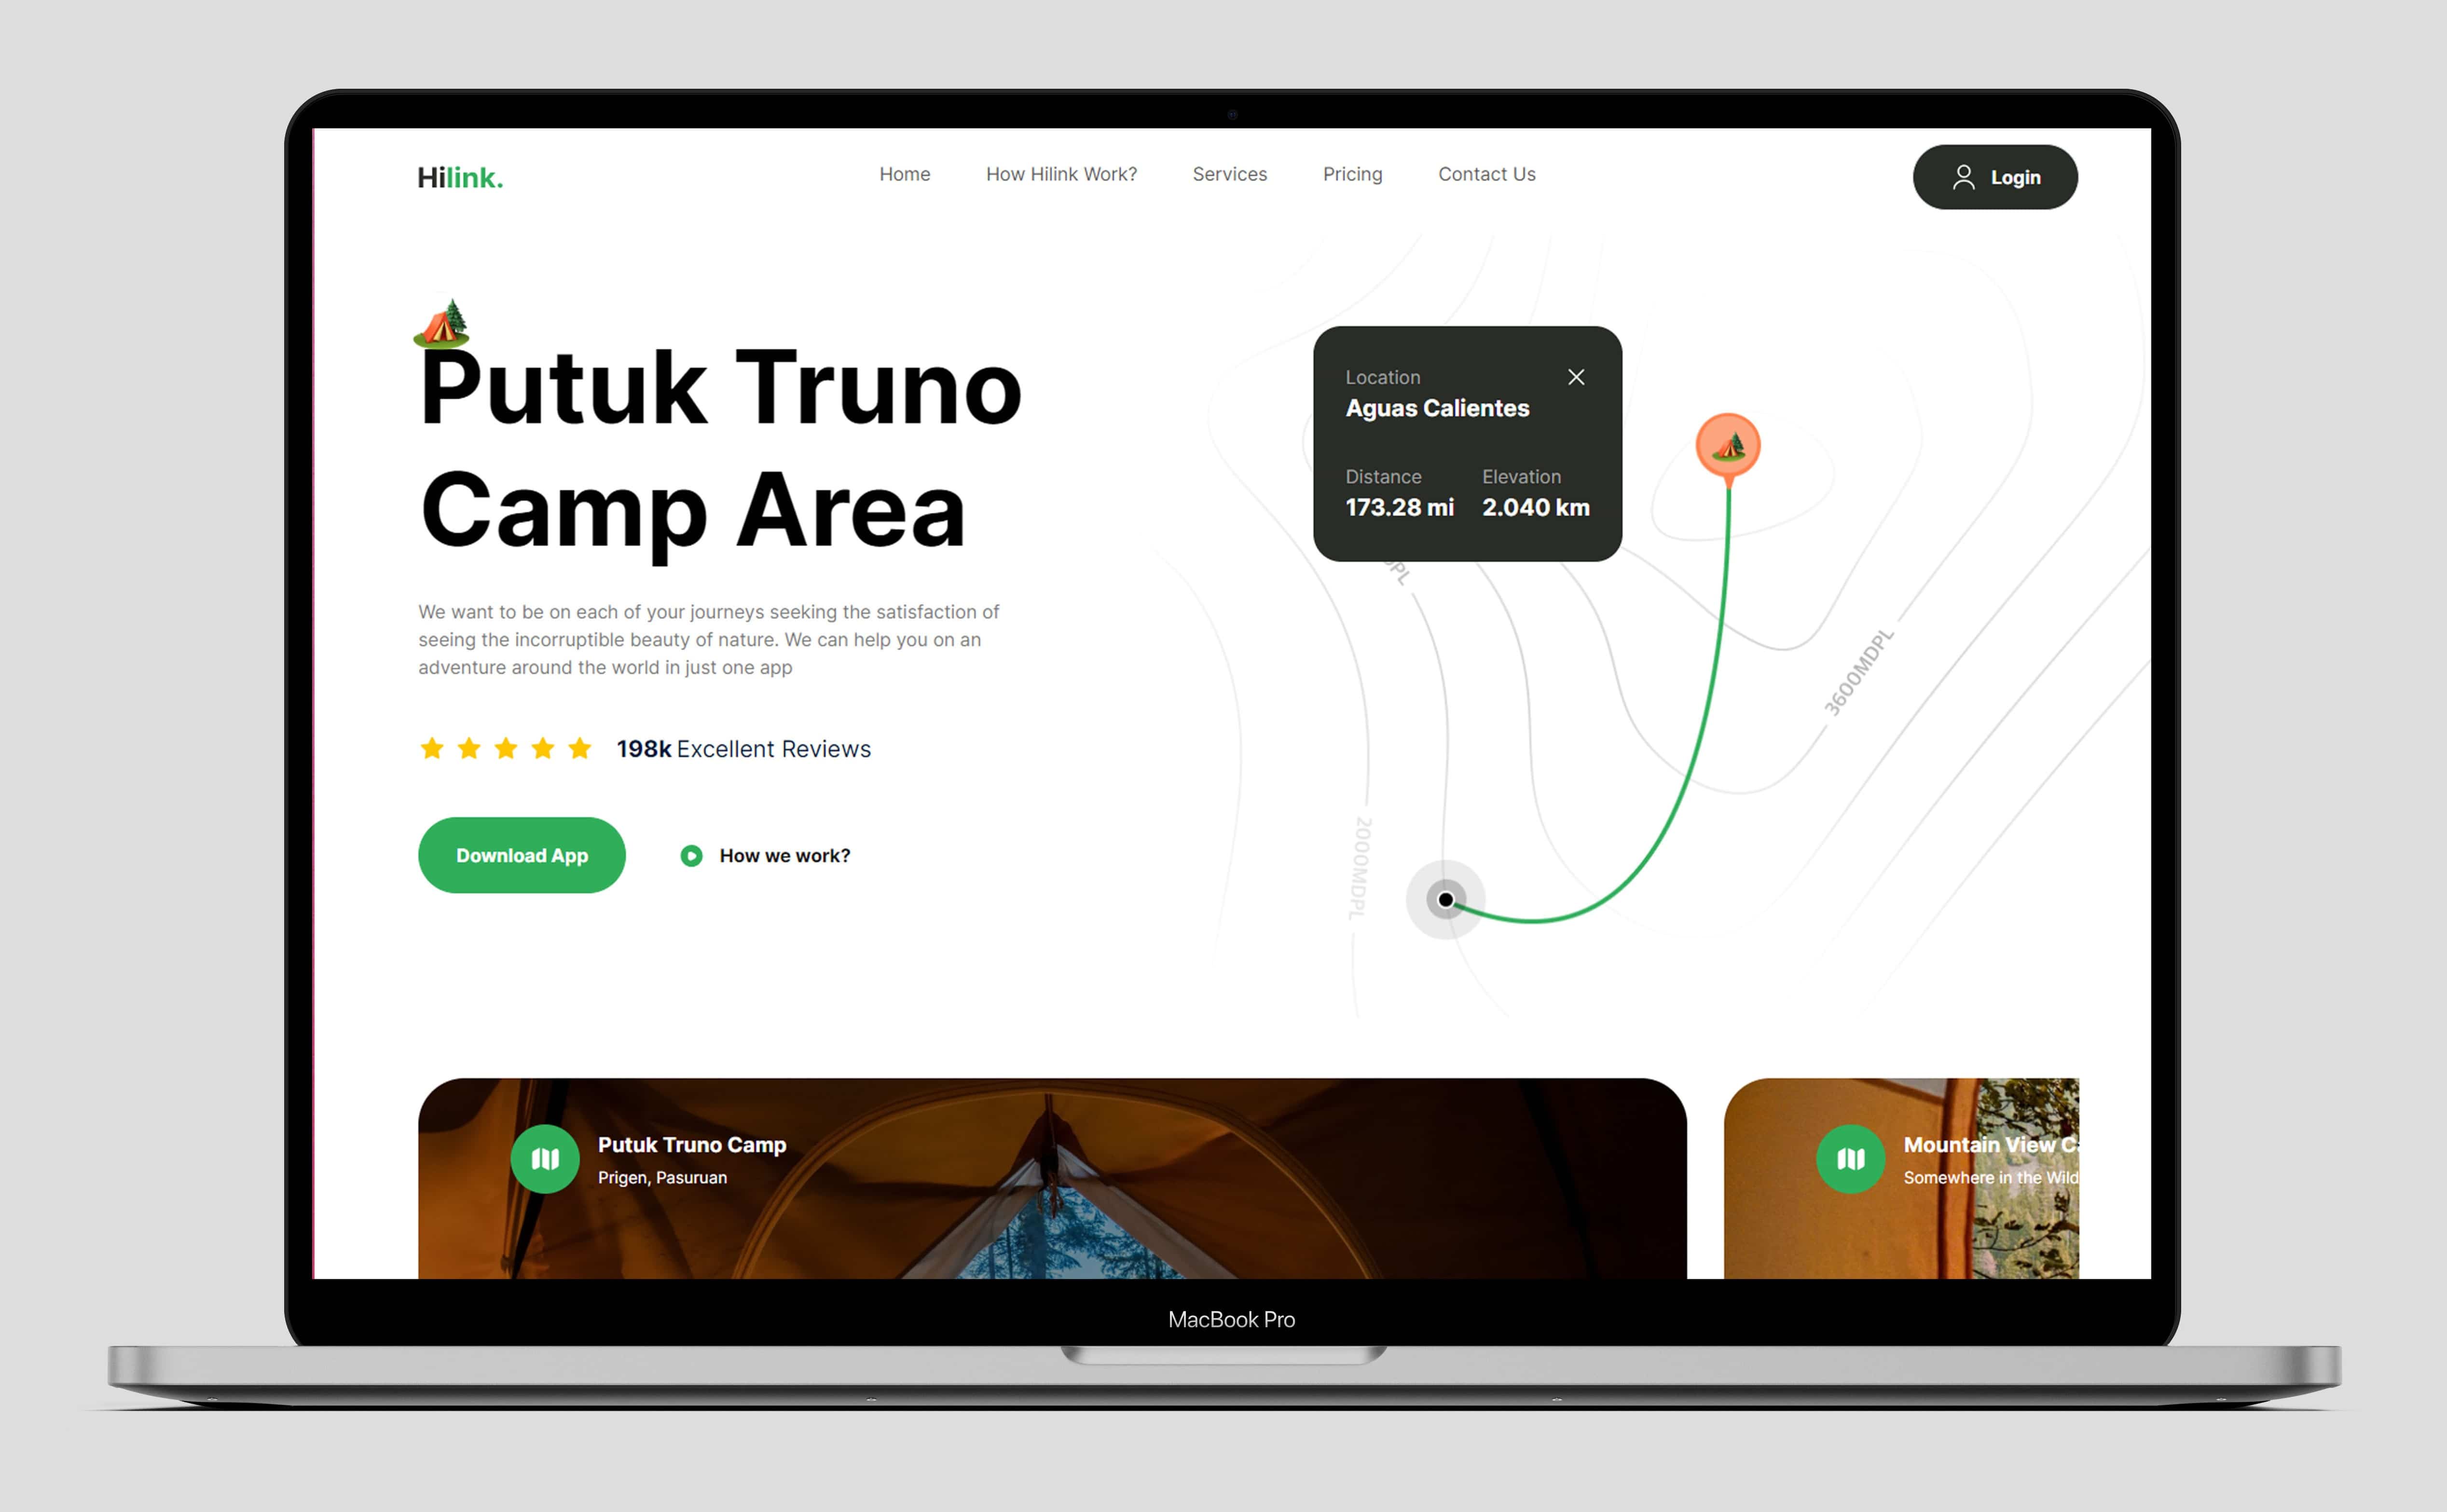 Hilink.
Home
How Hilink Work?
Services
Pricing
Contact Us
Login
Putuk Truno
Camp Area
We want to be on each of your journeys seeking the satisfaction of
seeing the incorruptible beauty of nature. We can help you on an
adventure around the world in just one app
198k Excellent Reviews
Download App
How we work?
Location
Aguas Calientes
Distance
Elevation
173.28 mi
2.040 km
3600MDPL
2000MDPL
Putuk Truno Camp
Prigen, Pasuruan
Mountain View
Somewhere in the Wild
MacBook Pro